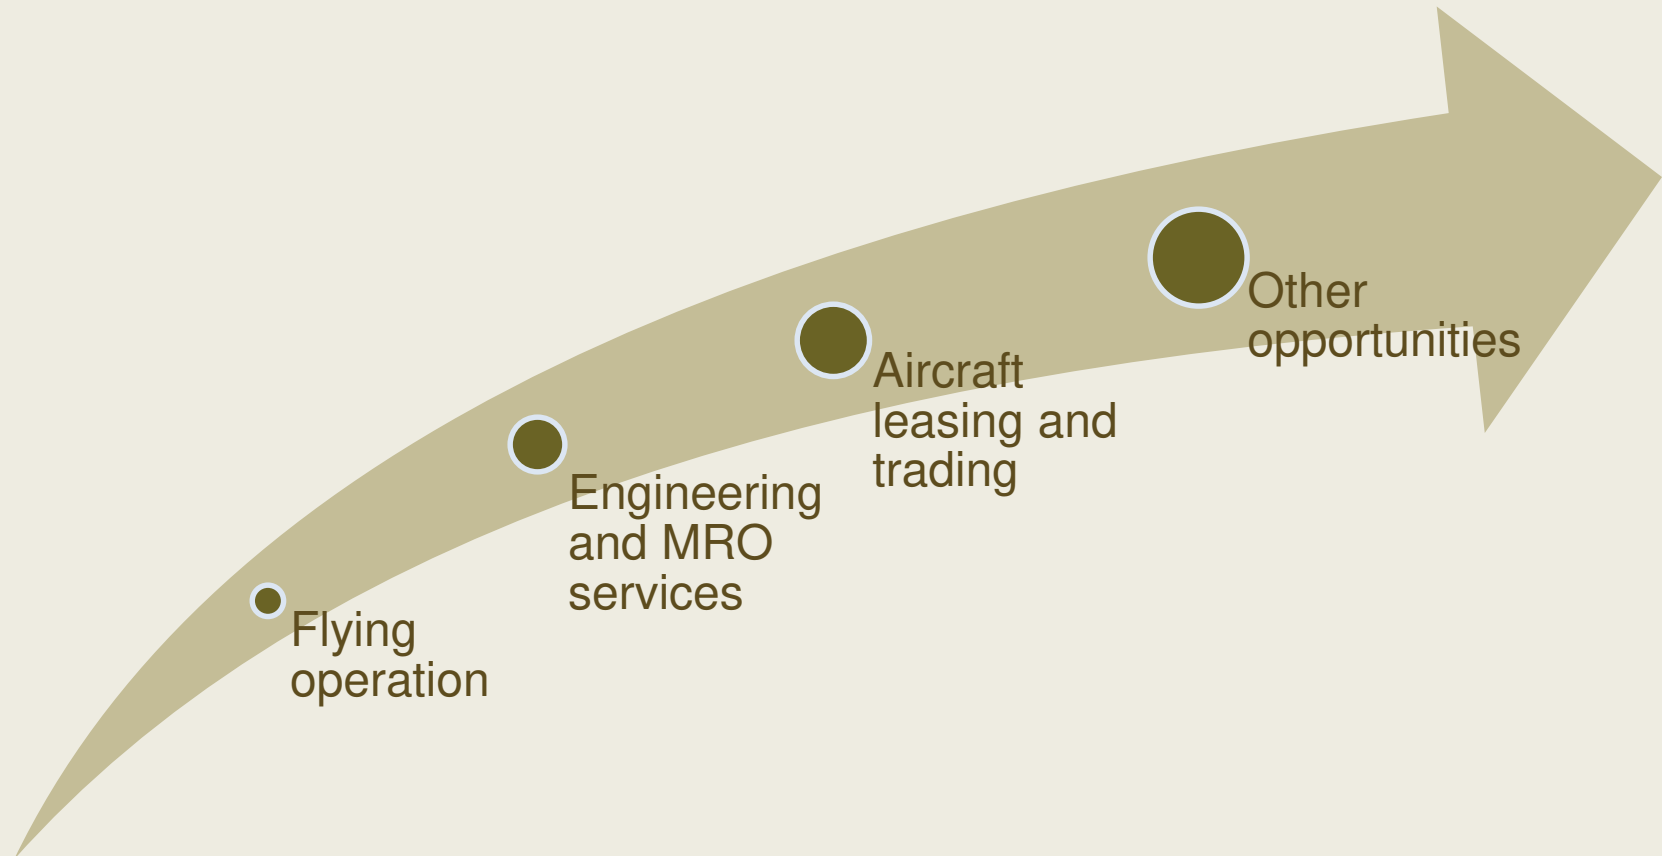 Flying
operation
Engineering
and MRO
services
Aircraft
leasing and
trading
Other
opportunities